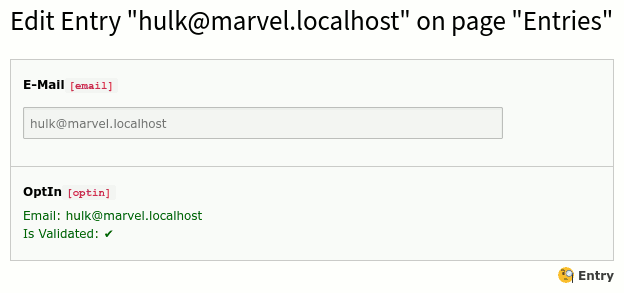 Edit Entry "hulk@marvel.localhost" on page "Entries"
E-Mail [email]
hulk@marvel.localhost
OptIn [optin]
Email: hulk@marvel.localhost
Is Validated: ✔
Entry